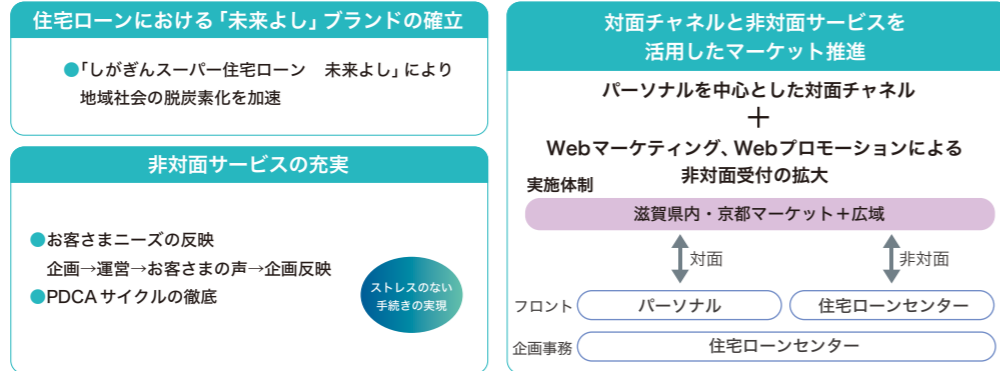 住宅ローンにおける「未来よし」ブランドの確立
●「しがぎんスーパー住宅ローン　未来よし」により
地域社会の脱炭素化を加速
非対面サービスの充実
●お客さまニーズの反映
企画→運営→お客さまの声→企画反映
●PDCAサイクルの徹底
ストレスのない
手続きの実現
対面チャネルと非対面サービスを
活用したマーケット推進
パーソナルを中心とした対面チャネル
＋
Webマーケティング、Webプロモーションによる
非対面受付の拡大
実施体制
滋賀県内・京都マーケット＋広域
対面
非対面
フロント
パーソナル
住宅ローンセンター
企画事務
住宅ローンセンター